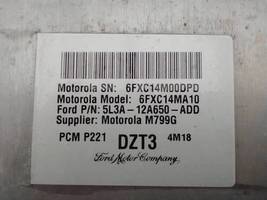 Motorola SN: 6FXC14M00DPD
Motorola Model: 6FXC14MA10
Ford P/N: 5L3A-12A650-ADD
Supplier: Motorola M799G
PCM P221 DZT3 4M18
Ford Motor Company,